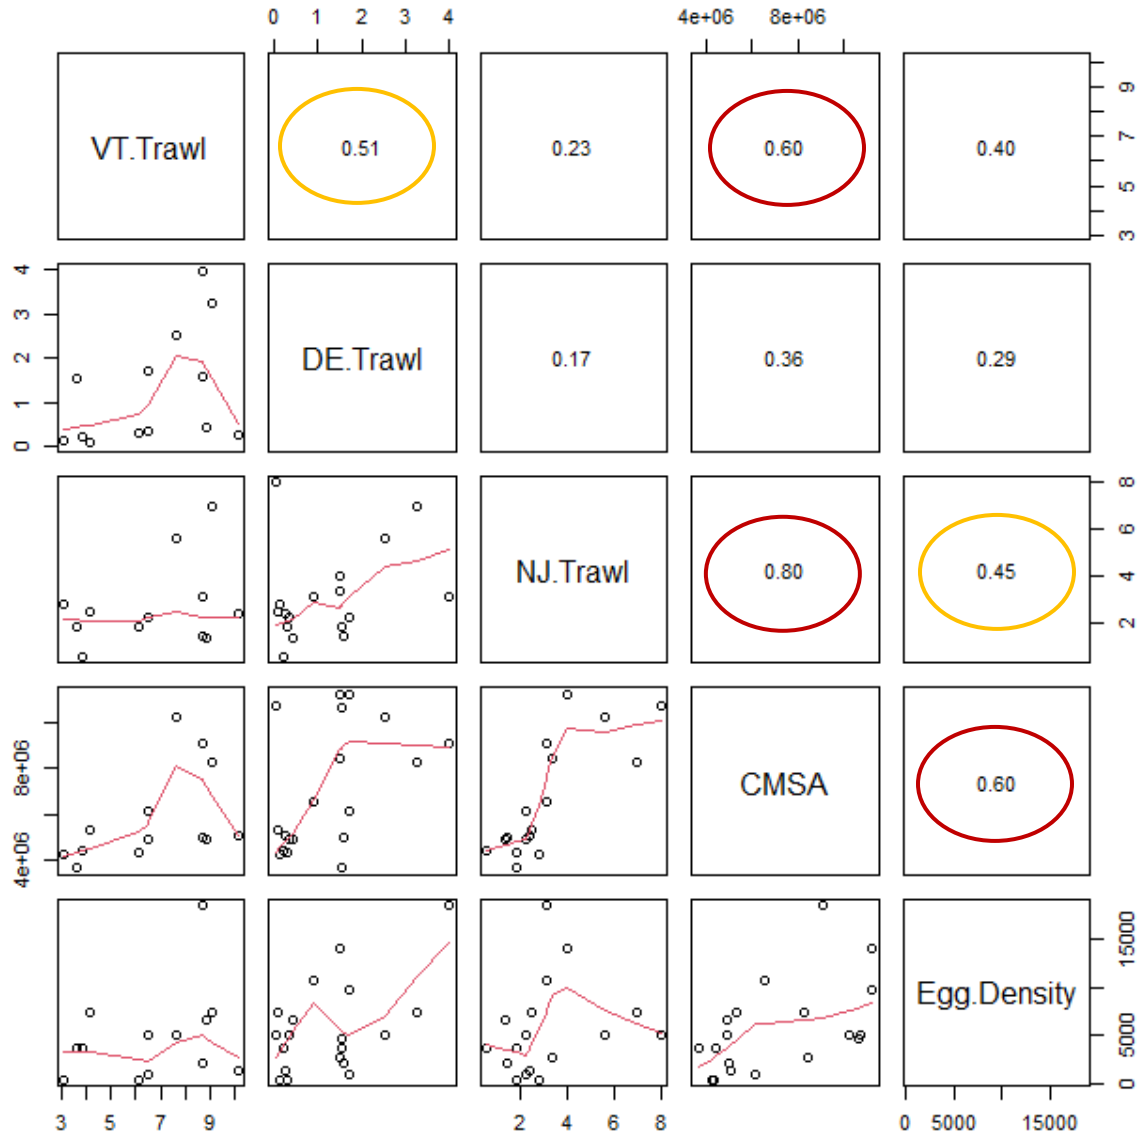 0 1 2 3 4 4e+06 8e+06
VT.Trawl 0.51 0.23 0.60 0.40
3 5 7 9
0 1 2 3 4
DE.Trawl 0.17 0.36 0.29
NJ.Trawl 0.80 0.45
2 4 6 8
4e+06 8e+06
CMSA 0.60
Egg.Density
0 5000 15000
3 5 7 9 2 4 6 8 0 5000 15000